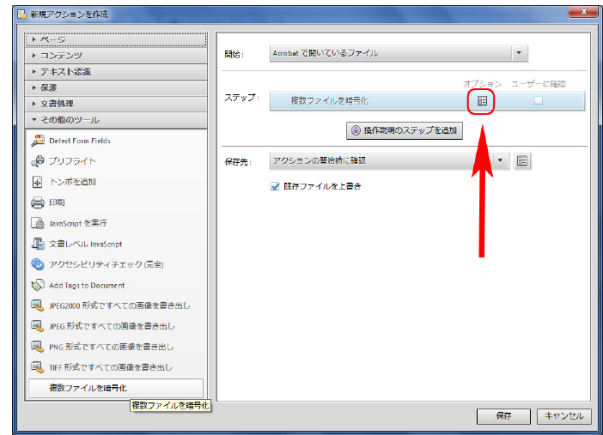 新規アクションを作成
ページ
コンテンツ
テキスト認識
保護
文書処理
その他のツール
Detect Form Fields
プリフライト
トンボを追加
印刷
JavaScript を実行
文書レベル JavaScript
アクセシビリティチェック(完全)
Add Tags to Document
JPEG2000 形式ですべての画像を書き出し
JPEG 形式ですべての画像を書き出し
PNG 形式ですべての画像を書き出し
TIFF 形式ですべての画像を書き出し
複数ファイルを暗号化
複数ファイルを暗号化
開始: Acrobat で開いているファイル
オプション ユーザーに確認
ステップ: 複数ファイルを暗号化
操作説明のステップを追加
保存先: アクションの開始時に確認
既存ファイルを上書き
保存 キャンセル